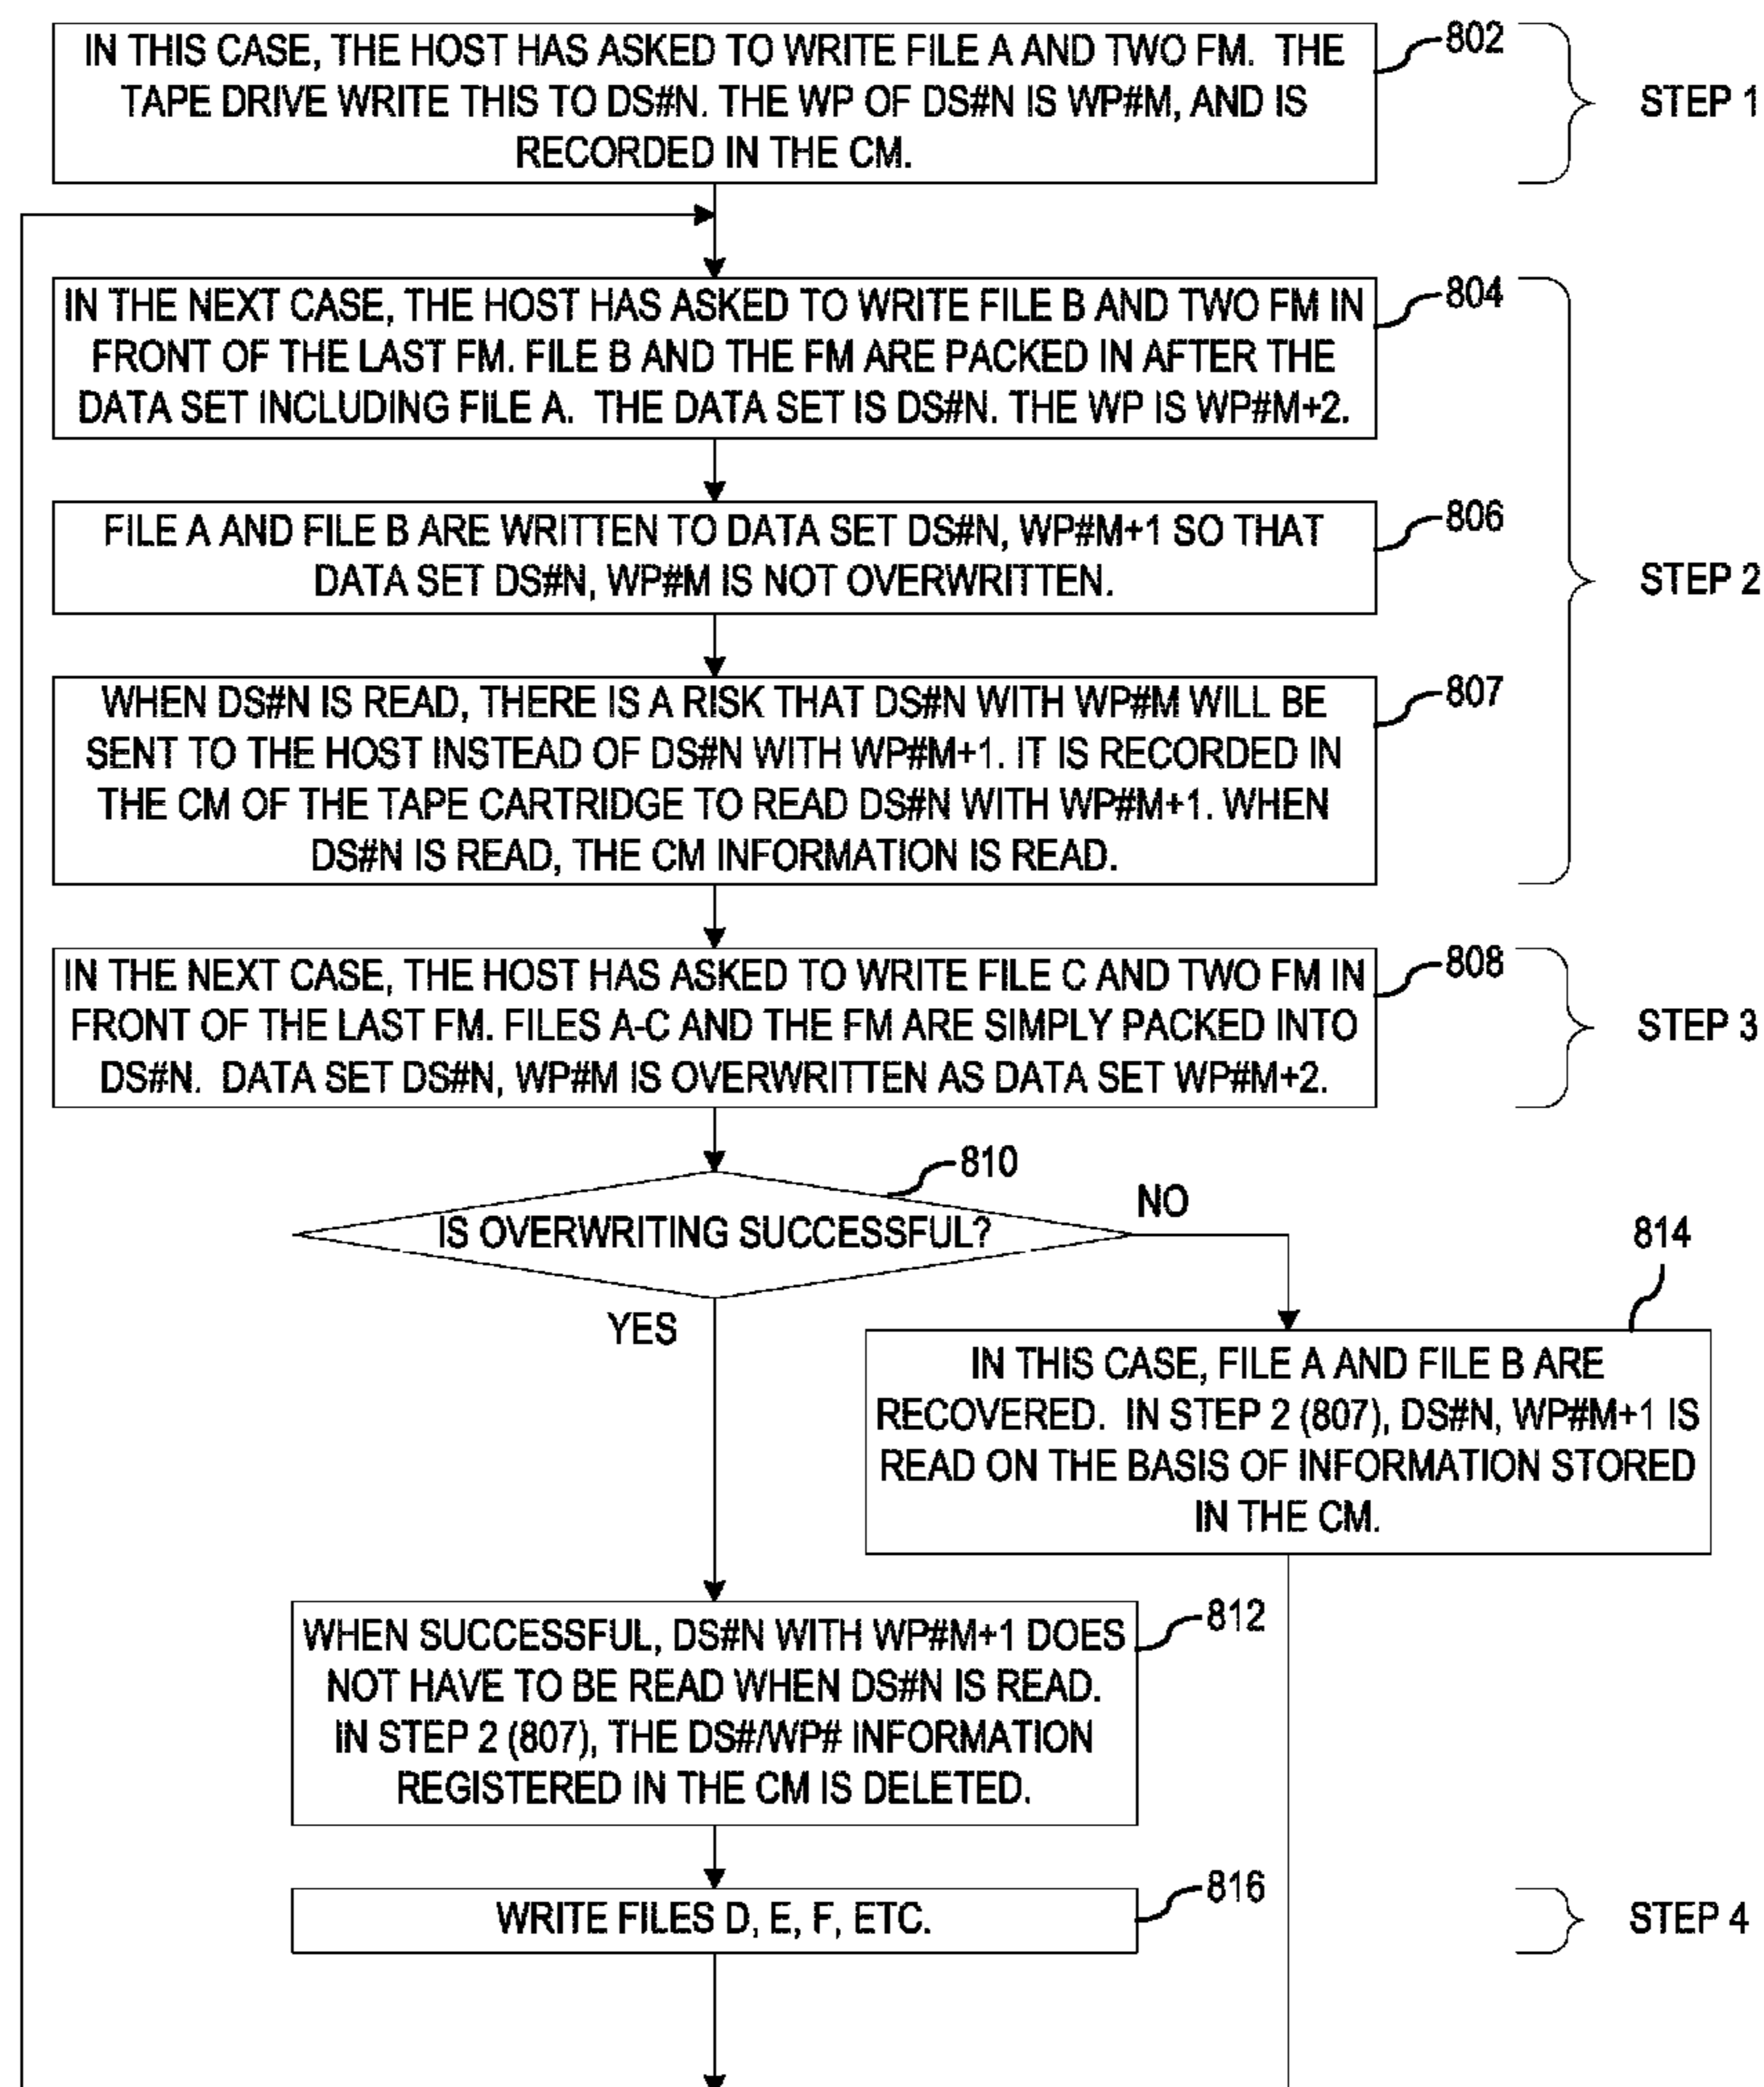 IN THIS CASE, THE HOST HAS ASKED TO WRITE FILE A AND TWO FM. THE
TAPE DRIVE WRITE THIS TO DS#N. THE WP OF DS#N IS WP#M, AND IS
RECORDED IN THE CM.
802
STEP 1
IN THE NEXT CASE, THE HOST HAS ASKED TO WRITE FILE B AND TWO FM IN
FRONT OF THE LAST FM. FILE B AND THE FM ARE PACKED IN AFTER THE
DATA SET INCLUDING FILE A. THE DATA SET IS DS#N. THE WP IS WP#M+2.
804
FILE A AND FILE B ARE WRITTEN TO DATA SET DS#N, WP#M+1 SO THAT
DATA SET DS#N, WP#M IS NOT OVERWRITTEN.
806
STEP 2
WHEN DS#N IS READ, THERE IS A RISK THAT DS#N WITH WP#M WILL BE
SENT TO THE HOST INSTEAD OF DS#N WITH WP#M+1. IT IS RECORDED IN
THE CM OF THE TAPE CARTRIDGE TO READ DS#N WITH WP#M+1. WHEN
DS#N IS READ, THE CM INFORMATION IS READ.
807
IN THE NEXT CASE, THE HOST HAS ASKED TO WRITE FILE C AND TWO FM IN
FRONT OF THE LAST FM. FILES A-C AND THE FM ARE SIMPLY PACKED INTO
DS#N. DATA SET DS#N, WP#M IS OVERWRITTEN AS DATA SET WP#M+2.
808
STEP 3
810
IS OVERWRITING SUCCESSFUL?
NO
YES
814
IN THIS CASE, FILE A AND FILE B ARE
RECOVERED. IN STEP 2 (807), DS#N, WP#M+1 IS
READ ON THE BASIS OF INFORMATION STORED
IN THE CM.
WHEN SUCCESSFUL, DS#N WITH WP#M+1 DOES
NOT HAVE TO BE READ WHEN DS#N IS READ.
IN STEP 2 (807), THE DS#/WP# INFORMATION
REGISTERED IN THE CM IS DELETED.
812
WRITE FILES D, E, F, ETC.
816
STEP 4